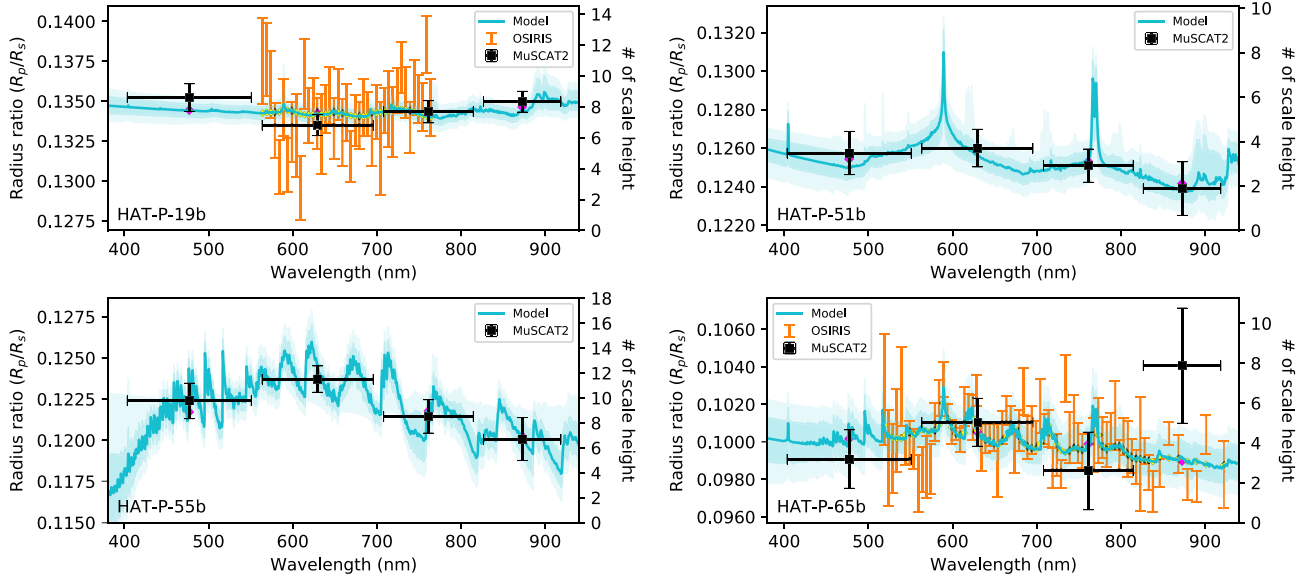 0.1400
0.1375
0.1350
0.1325
0.1300
0.1275
Radius ratio (Rp/Rs)
400 500 600 700 800 900
Wavelength (nm)
14
12
10
8
6
4
2
0
# of scale height
Model
OSIRIS
MuSCAT2
HAT-P-19b
0.1320
0.1300
0.1280
0.1260
0.1240
0.1220
Radius ratio (Rp/Rs)
400 500 600 700 800 900
Wavelength (nm)
10
8
6
4
2
0
# of scale height
Model
MuSCAT2
HAT-P-51b
0.1275
0.1250
0.1225
0.1200
0.1175
0.1150
Radius ratio (Rp/Rs)
400 500 600 700 800 900
Wavelength (nm)
18
16
14
12
10
8
6
4
2
0
# of scale height
Model
MuSCAT2
HAT-P-55b
0.1060
0.1040
0.1020
0.1000
0.0980
0.0960
Radius ratio (Rp/Rs)
400 500 600 700 800 900
Wavelength (nm)
10
8
6
4
2
0
# of scale height
Model
OSIRIS
MuSCAT2
HAT-P-65b